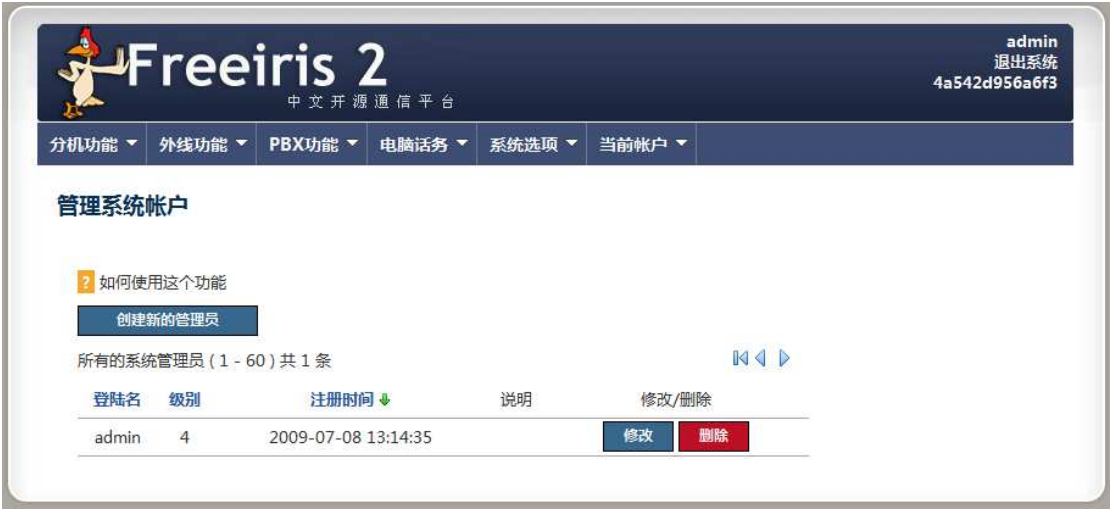 Freeiris 2
中文开源通信平台
admin
退出系统
4a542d956a6f3
分机功能 外线功能 PBX功能 电脑话务 系统选项 当前帐户
管理系统帐户
? 如何使用这个功能
创建新的管理员
所有的系统管理员 ( 1 - 60 ) 共 1 条
登陆名 级别 注册时间 说明 修改/删除
admin 4 2009-07-08 13:14:35 修改 删除